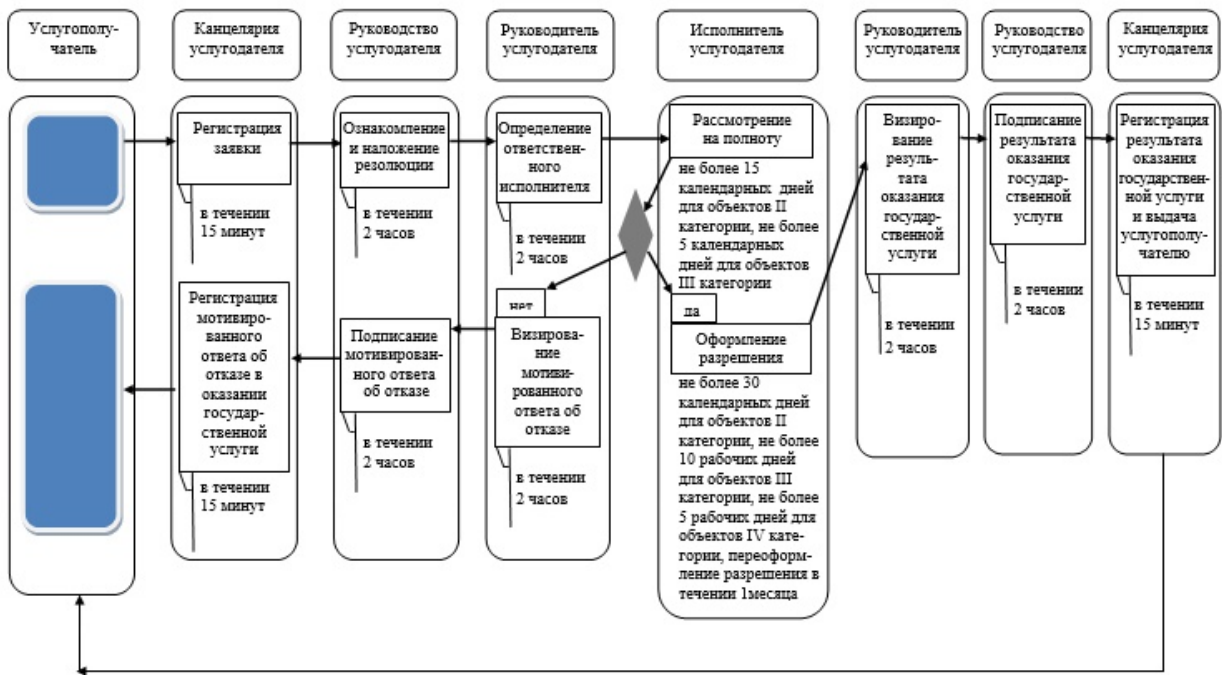 Услугополу-
чатель
Канцелярия
услугодателя
Руководство
услугодателя
Руководитель
услугодателя
Исполнитель
услугодателя
Руководитель
услугодателя
Руководство
услугодателя
Канцелярия
услугодателя
Регистрация
заявки
в течении
15 минут
Ознакомление
и наложение
резолюции
в течении
2 часов
Определение
ответствен-
ного
исполнителя
в течении
2 часов
Рассмотрение
на полноту
не более 15
календарных дней
для объектов II
категории, не более
5 календарных
дней для объектов
III категории
нет
да
Визирова-
ние
мотиви-
рованного
ответа об
отказе
в течении
2 часов
Подписание
мотивирован-
ного ответа
об отказе
в течении
2 часов
Регистрация
мотивиро-
ванного
ответа об
отказе в
оказании
государ-
ственной
услуги
в течении
15 минут
Оформление
разрешения
не более 30
календарных дней
для объектов II
категории, не более
10 рабочих дней
для объектов III
категории, не более
5 рабочих дней для
объектов IV кате-
гории, переоформ-
ление разрешения в
течении 1месяца
Визиро-
вание
резуль-
тата
оказания
государ-
ственной
услуги
в течении
2 часов
Подписание
результата
оказания
государ-
ственной
услуги
в течении
2 часов
Регистрация
результата
оказания
государствен-
ной услуги
и выдача
услугополу-
чателю
в течении
15 минут